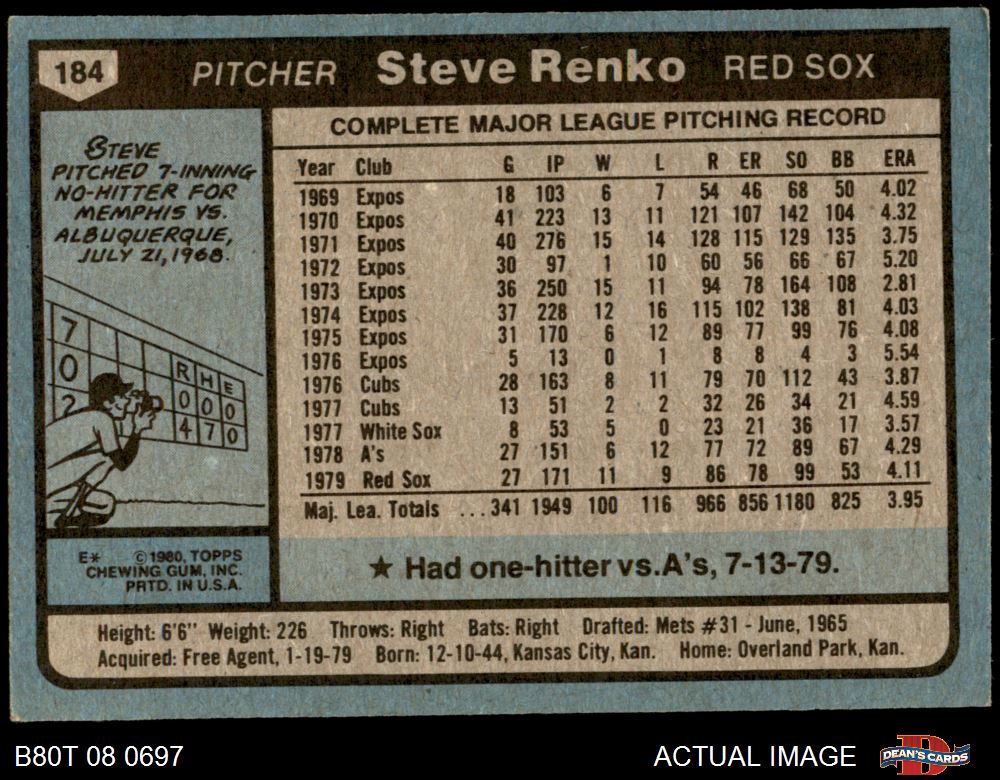 184 PITCHER Steve Renko RED SOX
STEVE
PITCHED 7-INNING
NO-HITTER FOR
MEMPHIS VS.
ALBUQUERQUE,
JULY 21, 1968.
7
0
2
R H E
0 0 0
4 7 0
COMPLETE MAJOR LEAGUE PITCHING RECORD
Year Club G IP W L R ER SO BB ERA
1969 Expos 18 103 6 7 54 46 68 50 4.02
1970 Expos 41 223 13 11 121 107 142 104 4.32
1971 Expos 40 276 15 14 128 115 129 135 3.75
1972 Expos 30 97 1 10 60 56 66 67 5.20
1973 Expos 36 250 15 11 94 78 164 108 2.81
1974 Expos 37 228 12 16 115 102 138 81 4.03
1975 Expos 31 170 6 12 89 77 99 76 4.08
1976 Expos 5 13 0 1 8 8 4 3 5.54
1976 Cubs 28 163 8 11 79 70 112 43 3.87
1977 Cubs 13 51 2 2 32 26 34 21 4.59
1977 White Sox 8 53 5 0 23 21 36 17 3.57
1978 A's 27 151 6 12 77 72 89 67 4.29
1979 Red Sox 27 171 11 9 86 78 99 53 4.11
Maj. Lea. Totals ...341 1949 100 116 966 856 1180 825 3.95
E* © 1980, TOPPS
CHEWING GUM, INC.
PRTD. IN U.S.A.
★ Had one-hitter vs. A's, 7-13-79.
Height: 6'6" Weight: 226 Throws: Right Bats: Right Drafted: Mets #31 - June, 1965
Acquired: Free Agent, 1-19-79 Born: 12-10-44, Kansas City, Kan. Home: Overland Park, Kan.
B80T 08 0697 ACTUAL IMAGE DEAN'S CARDS